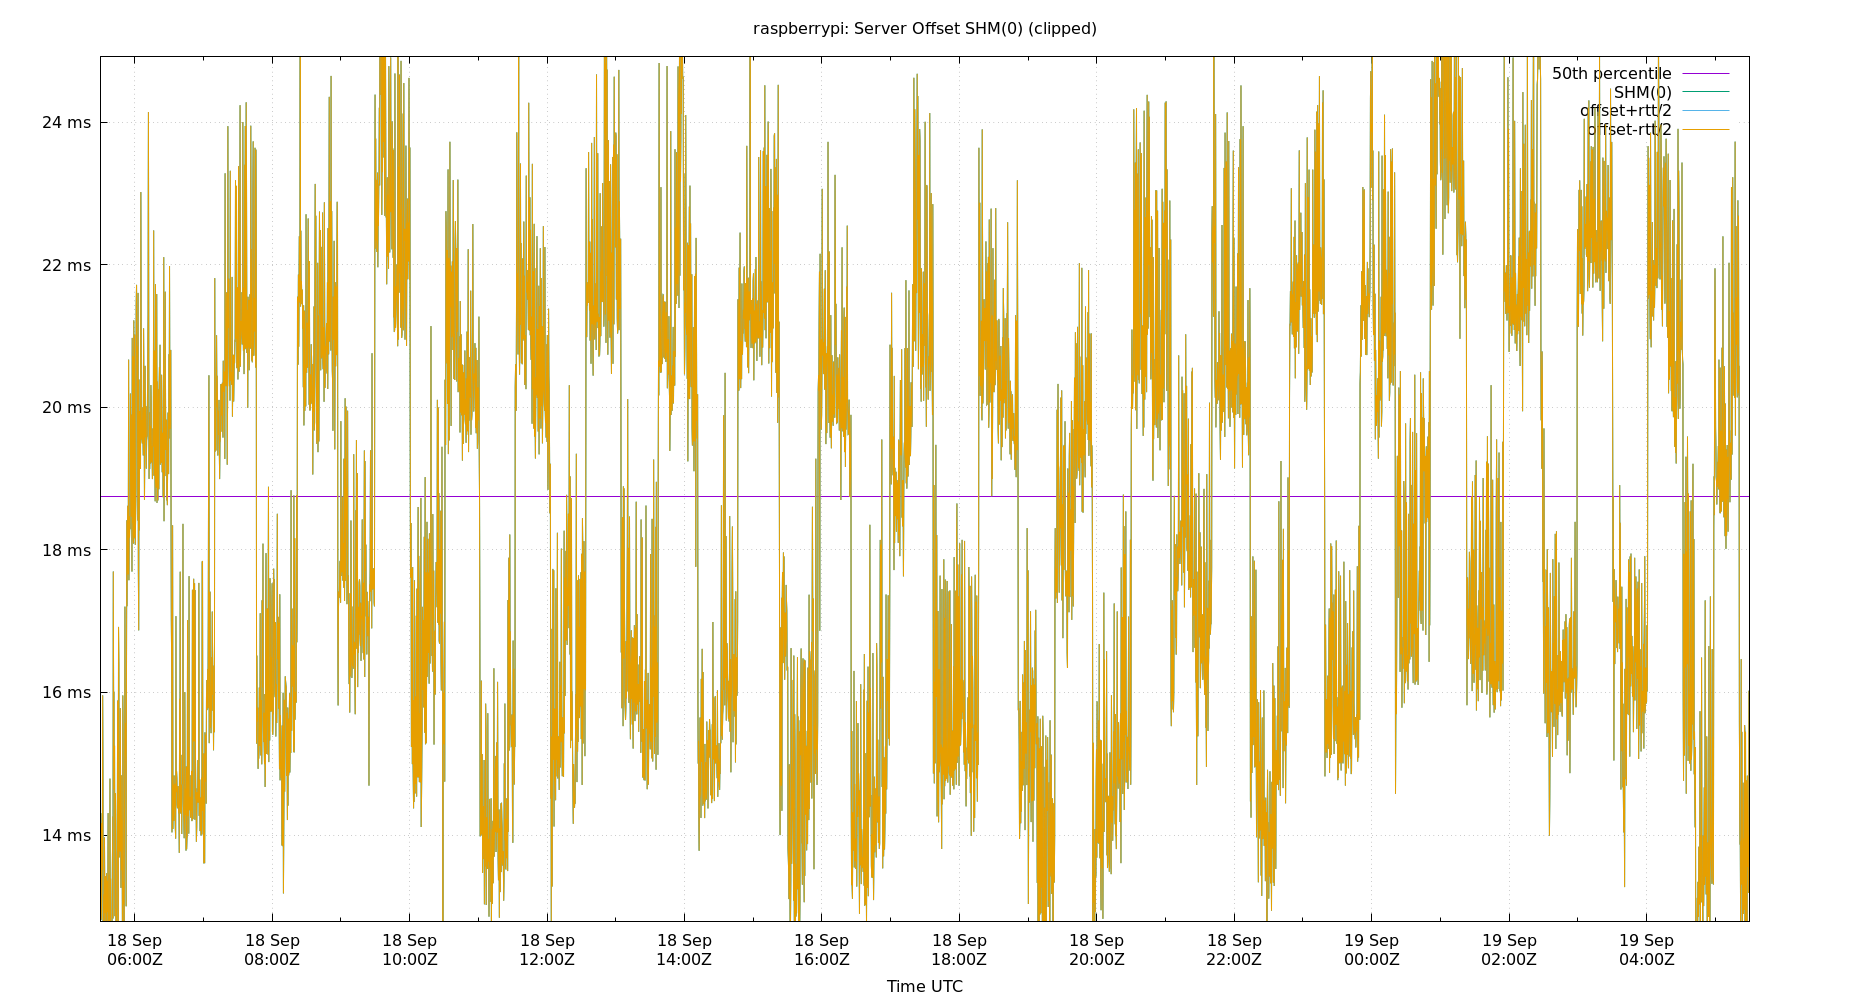 raspberrypi: Server Offset SHM(0) (clipped)
50th percentile
SHM(0)
offset+rtt/2
offset-rtt/2
24 ms
22 ms
20 ms
18 ms
16 ms
14 ms
18 Sep 18 Sep 18 Sep 18 Sep 18 Sep 18 Sep 18 Sep 18 Sep 18 Sep 19 Sep 19 Sep 19 Sep
06:00Z 08:00Z 10:00Z 12:00Z 14:00Z 16:00Z 18:00Z 20:00Z 22:00Z 00:00Z 02:00Z 04:00Z
Time UTC